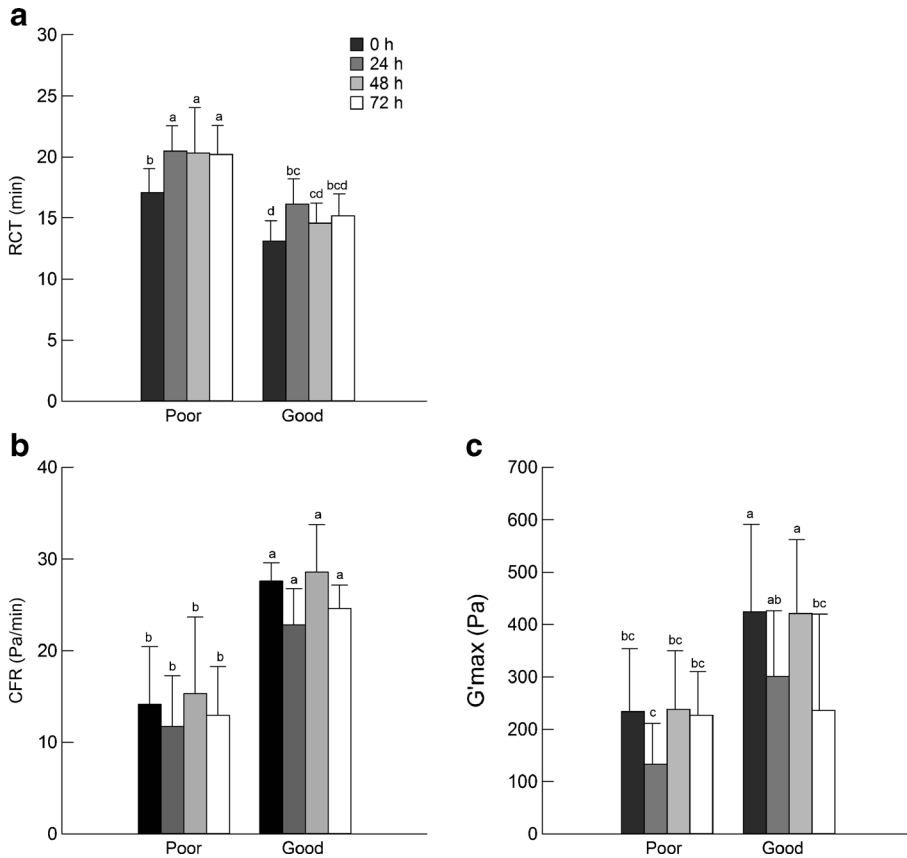 a
30
25
20
15
10
5
0
RCT (min)
0 h
24 h
48 h
72 h
b
a
a
a
d
bc
cd
bcd
Poor
Good
b
40
30
20
10
0
CFR (Pa/min)
b
b
b
b
a
a
a
a
Poor
Good
c
700
600
500
400
300
200
100
0
G'max (Pa)
bc
c
bc
bc
a
ab
a
bc
Poor
Good